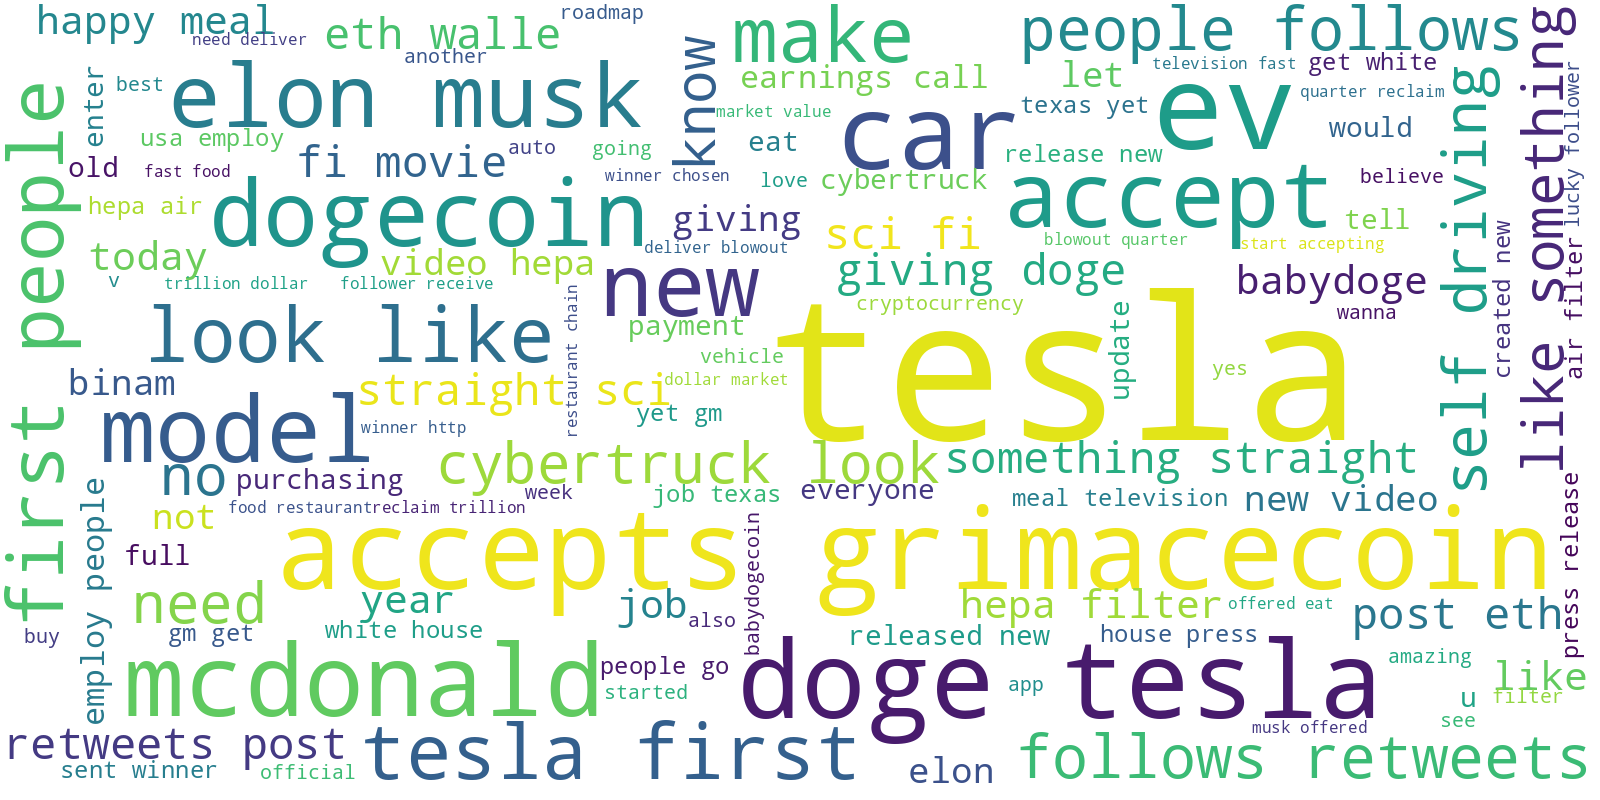 happy meal
need deliver
eth walle
roadmap
another
make
people follows
like something
first people
enter
best
elon musk
know
earnings call
let
television fast
get white
market value
car
texas yet
ev
quarter reclaim
self driving
lucky follower
usa employ
fi movie
auto
going
eat
would
old
fast food
winner chosen
love
cybertruck
release new
accept
believe
hepa air
dogecoin
giving
sci fi
tell
today
video hepa
deliver blowout
blowout quarter
start accepting
created new
air filter
v
trillion dollar
follower receive
new
giving doge
babydoge
restaurant chain
cryptocurrency
wanna
look like
payment
tesla
update
vehicle
yes
binam
straight sci
dollar market
model
winner http
yet gm
no
purchasing
cybertruck look
something straight
week
job texas
everyone
meal television
new video
employ people
not
food restaurant
reclaim trillion
full
accepts
babydogecoin
grimacecoin
press release
need
year
job
hepa filter
offered eat
post eth
buy
gm get
white house
also
released new
house press
mcdonald
people go
doge tesla
amazing
started
app
like
u
filter
retweets post
tesla first
see
musk offered
sent winner
official
elon
follows retweets